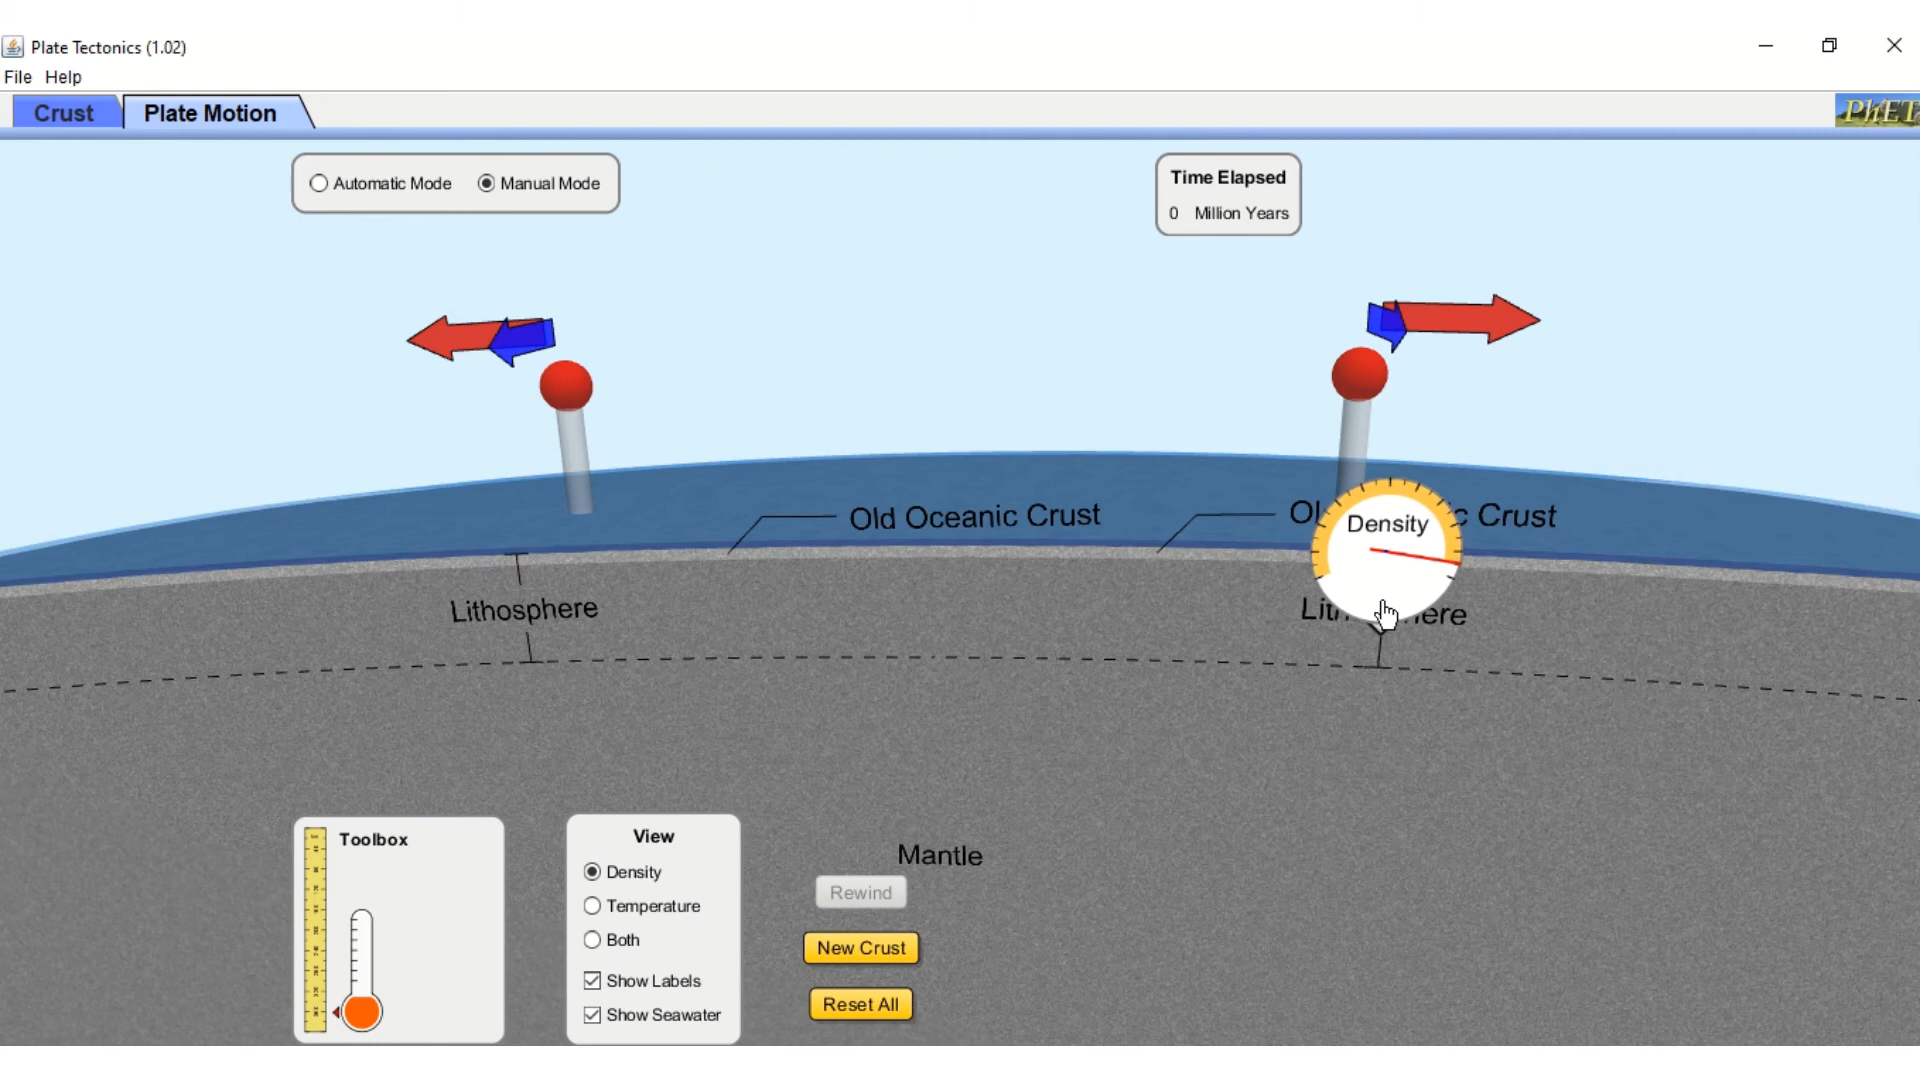 Plate Tectonics (1.02)
File Help
Crust Plate Motion
PhET
Automatic Mode Manual Mode
Time Elapsed
0 Million Years
Old Oceanic Crust
Crust
Density
Lithosphere
Toolbox
View
Density
Temperature
Both
Show Labels
Show Seawater
Mantle
Rewind
New Crust
Reset All